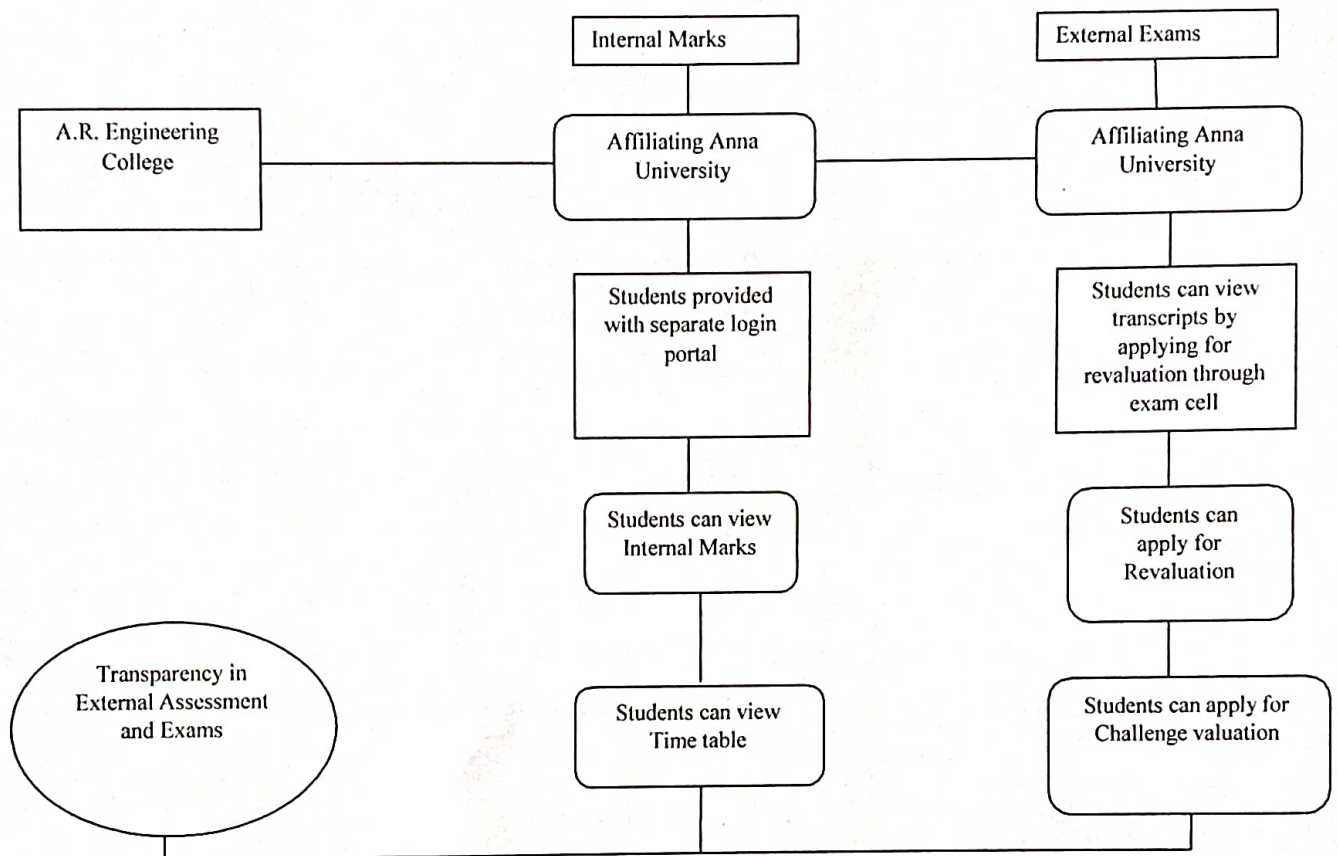 Internal Marks
External Exams
A.R. Engineering
College
Affiliating Anna
University
Affiliating Anna
University
Students provided
with separate login
portal
Students can view
transcripts by
applying for
revaluation through
exam cell
Students can view
Internal Marks
Students can
apply for
Revaluation
Transparency in
External Assessment
and Exams
Students can view
Time table
Students can apply for
Challenge valuation